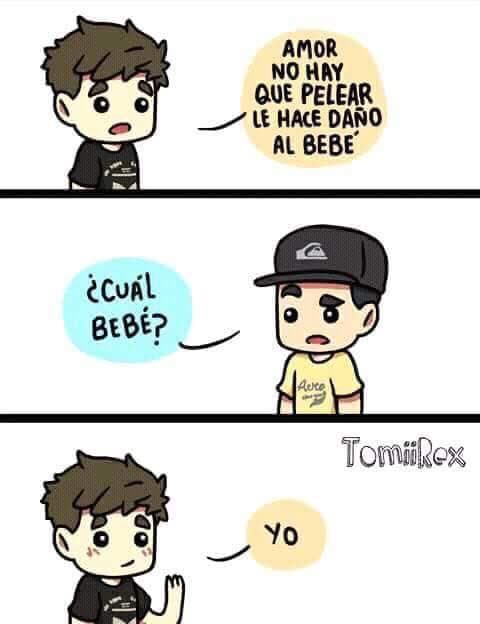 AMOR
NO HAY
QUE PELEAR
LE HACE DAÑO
AL BEBÉ
¿CUÁL
BEBÉ?
TomiiRex
YO